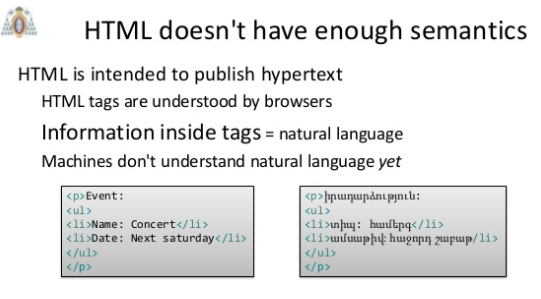 HTML doesn't have enough semantics
HTML is intended to publish hypertext
HTML tags are understood by browsers
Information inside tags = natural language
Machines don't understand natural language yet
<p>Event:
<ul>
<li>Name: Concert</li>
<li>Date: Next saturday</li>
</ul>
</p>
<p>իրադարձություն:
<ul>
<li>տիպ: համերգ</li>
<li>ամսաթիվ: հաջորդ շաբաթ/li>
</ul>
</p>